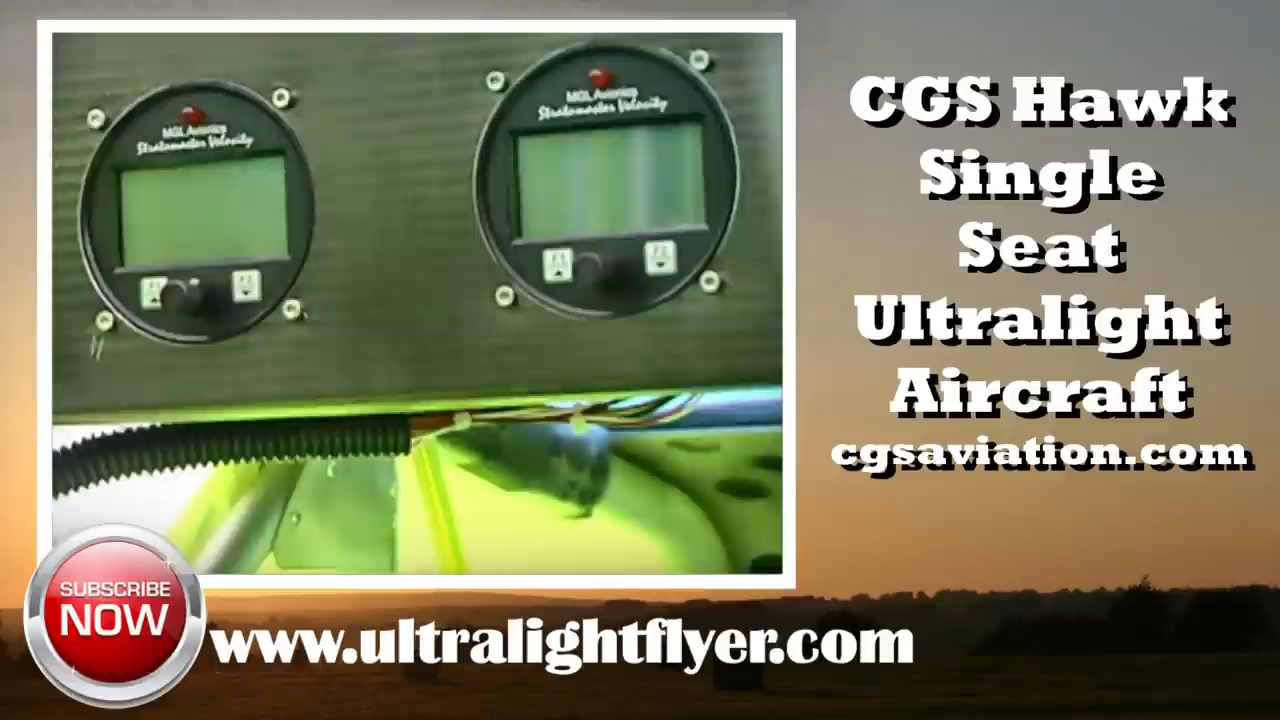 MGL Avionics
Stratomaster Velocity
MGL Avionics
Stratomaster Velocity
CGS Hawk
Single
Seat
Ultralight
Aircraft
cgsaviation.com
SUBSCRIBE
NOW
www.ultralightflyer.com